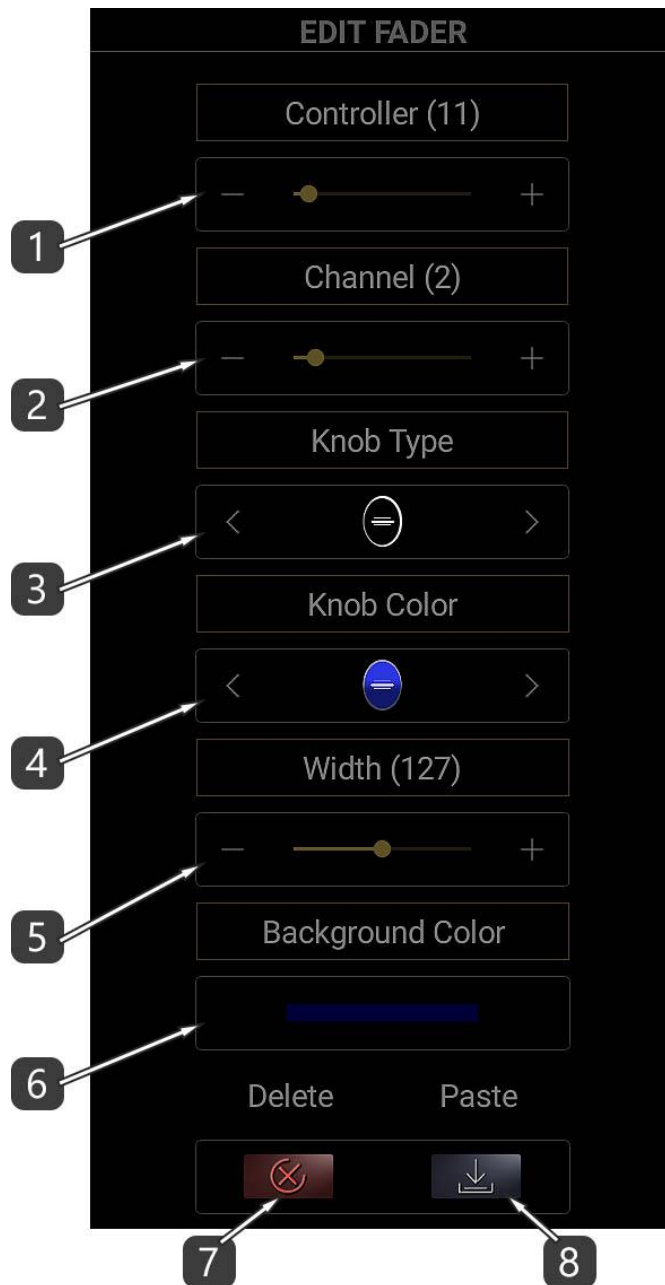 EDIT FADER
Controller (11)
1
Channel (2)
2
Knob Type
3
Knob Color
4
Width (127)
5
Background Color
6
Delete Paste
7 8